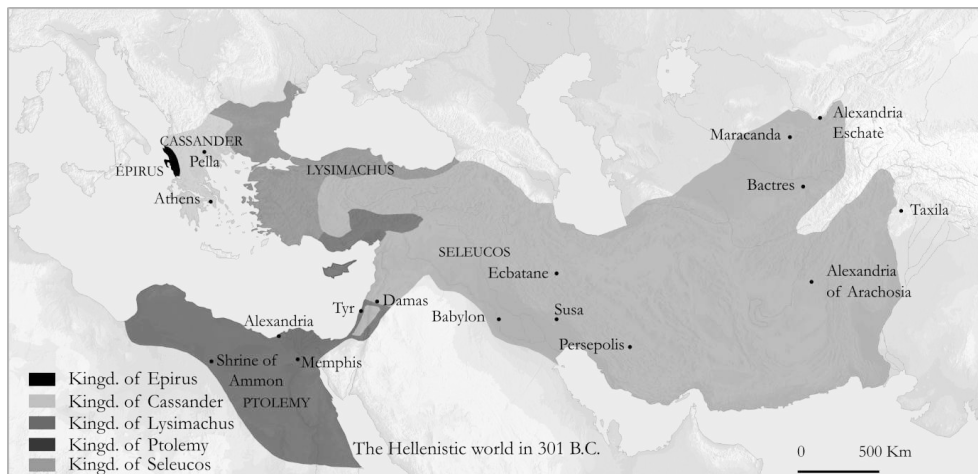 Alexandria
Eschatè
Maracanda
CASSANDER
Pella
ÉPIRUS
LYSIMACHUS
Bactres
Athens
Taxila
SELEUCOS
Ecbatane
Alexandria
of Arachosia
Damas
Tyr
Babylon
Susa
Alexandria
Persepolis
Shrine of
Ammon
Memphis
PTOLEMY
Kingd. of Epirus
Kingd. of Cassander
Kingd. of Lysimachus
Kingd. of Ptolemy
Kingd. of Seleucos
The Hellenistic world in 301 B.C.
0 500 Km